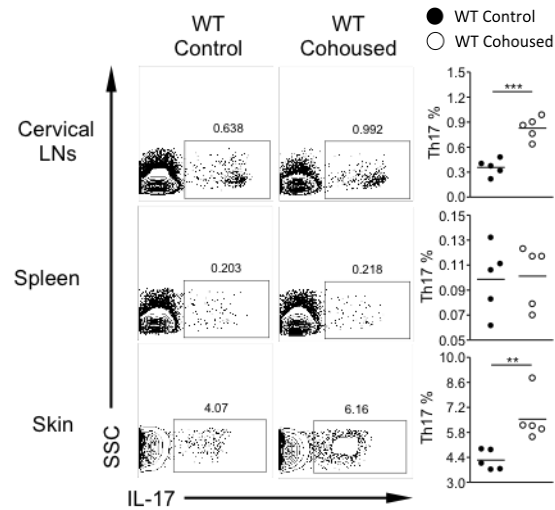 WT Control
WT Cohoused
WT
Control
WT
Cohoused
Cervical
LNs
0.638
0.992
Th17 %
1.5
1.2
0.9
0.6
0.3
0.0
***
Spleen
0.203
0.218
Th17 %
0.15
0.13
0.11
0.09
0.07
0.05
Skin
4.07
6.16
Th17 %
10.0
8.6
7.2
5.8
4.4
3.0
**
SSC
IL-17